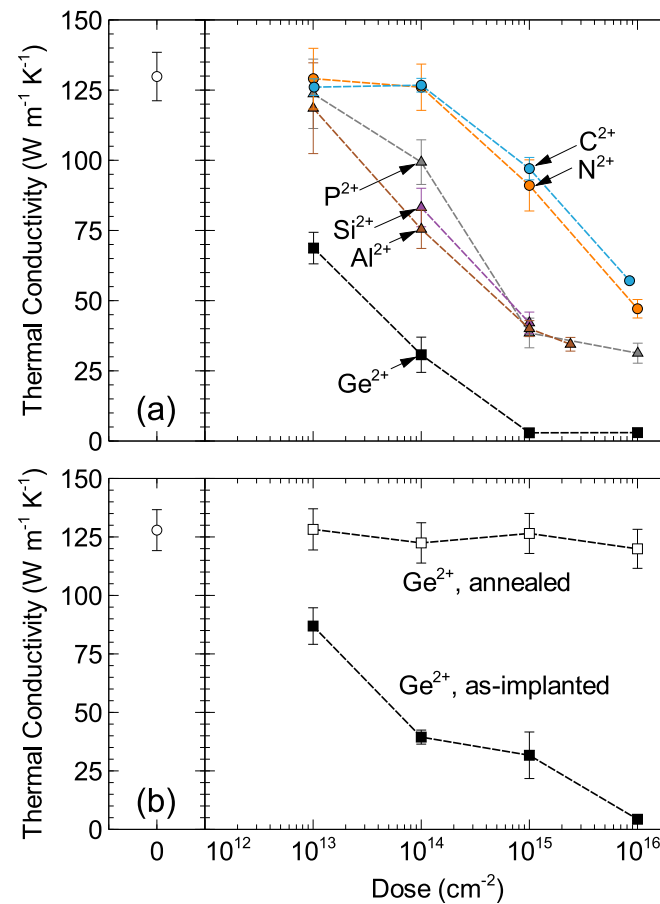 Thermal Conductivity (W m⁻¹ K⁻¹)
150
125
100
75
50
25
0
C²⁺
N²⁺
P²⁺
Si²⁺
Al²⁺
Ge²⁺
(a)
Thermal Conductivity (W m⁻¹ K⁻¹)
150
125
100
75
50
25
0
Ge²⁺, annealed
Ge²⁺, as-implanted
(b)
0 10¹² 10¹³ 10¹⁴ 10¹⁵ 10¹⁶
Dose (cm⁻²)